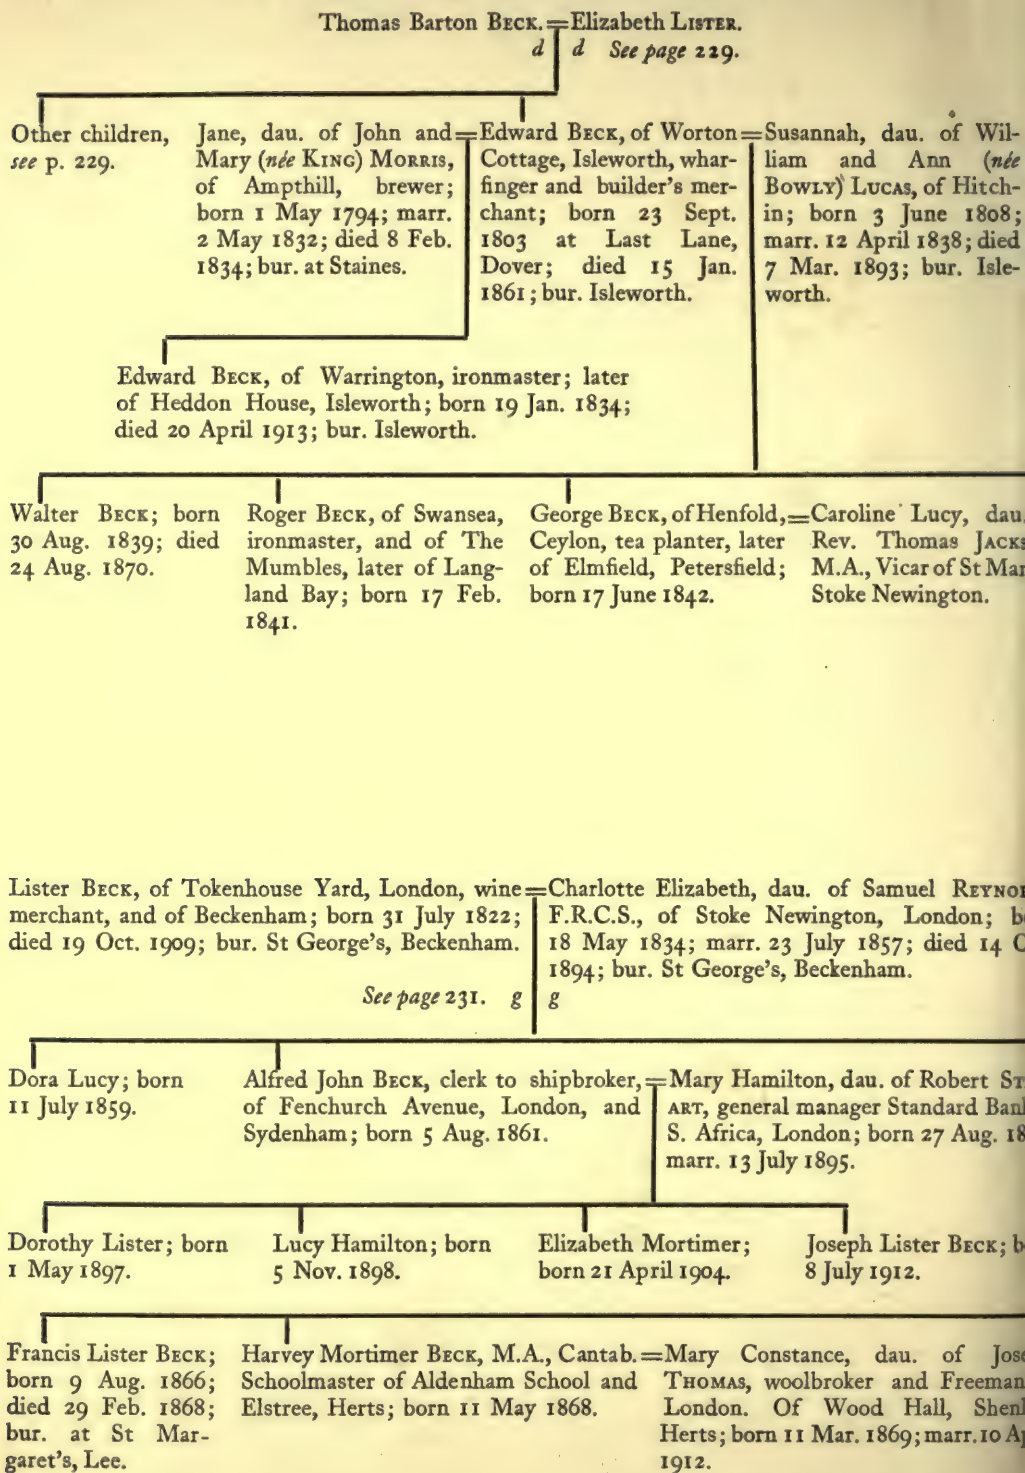 Thomas Barton BECK.=Elizabeth LISTER.
d d See page 229.
Other children,
see p. 229.
Jane, dau. of John and
Mary (née KING) MORRIS,
of Ampthill, brewer;
born 1 May 1794; marr.
2 May 1832; died 8 Feb.
1834; bur. at Staines.
=Edward BECK, of Worton
Cottage, Isleworth, whar-
finger and builder's mer-
chant; born 23 Sept.
1803 at Last Lane,
Dover; died 15 Jan.
1861; bur. Isleworth.
=Susannah, dau. of Wil-
liam and Ann (née
BOWLY) LUCAS, of Hitch-
in; born 3 June 1808;
marr. 12 April 1838; died
7 Mar. 1893; bur. Isle-
worth.
Edward BECK, of Warrington, ironmaster; later
of Heddon House, Isleworth; born 19 Jan. 1834;
died 20 April 1913; bur. Isleworth.
Walter BECK; born
30 Aug. 1839; died
24 Aug. 1870.
Roger BECK, of Swansea,
ironmaster, and of The
Mumbles, later of Lang-
land Bay; born 17 Feb.
1841.
George BECK, of Henfold,
Ceylon, tea planter, later
of Elmfield, Petersfield;
born 17 June 1842.
=Caroline Lucy, dau.
Rev. Thomas JACKS
M.A., Vicar of St Mar
Stoke Newington.
Lister BECK, of Tokenhouse Yard, London, wine
merchant, and of Beckenham; born 31 July 1822;
died 19 Oct. 1909; bur. St George's, Beckenham.
See page 231. g
=Charlotte Elizabeth, dau. of Samuel REYNOL
F.R.C.S., of Stoke Newington, London; b
18 May 1834; marr. 23 July 1857; died 14 O
1894; bur. St George's, Beckenham.
g
Dora Lucy; born
11 July 1859.
Alfred John BECK, clerk to shipbroker,
of Fenchurch Avenue, London, and
Sydenham; born 5 Aug. 1861.
=Mary Hamilton, dau. of Robert ST
ART, general manager Standard Bank
S. Africa, London; born 27 Aug. 18
marr. 13 July 1895.
Dorothy Lister; born
1 May 1897.
Lucy Hamilton; born
5 Nov. 1898.
Elizabeth Mortimer;
born 21 April 1904.
Joseph Lister BECK; b
8 July 1912.
Francis Lister BECK;
born 9 Aug. 1866;
died 29 Feb. 1868;
bur. at St Mar-
garet's, Lee.
Harvey Mortimer BECK, M.A., Cantab.
Schoolmaster of Aldenham School and
Elstree, Herts; born 11 May 1868.
=Mary Constance, dau. of Jose
THOMAS, woolbroker and Freeman
London. Of Wood Hall, Shenl
Herts; born 11 Mar. 1869; marr. 10 Ap
1912.